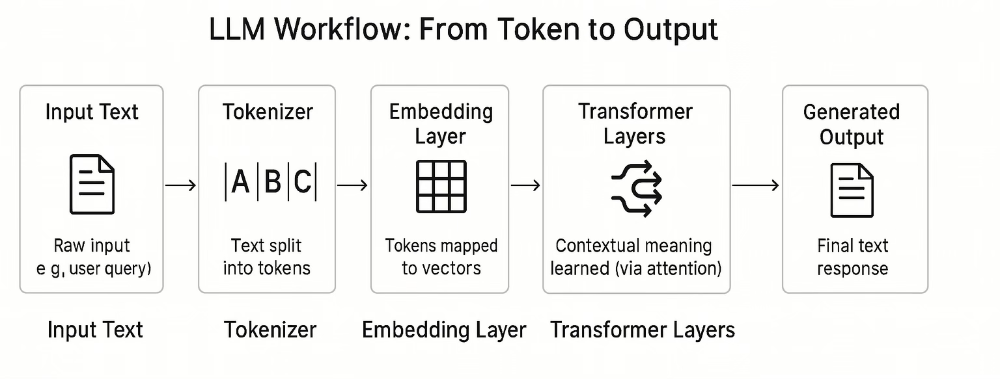 LLM Workflow: From Token to Output
Input Text
Raw input
e g, user query)
Tokenizer
|A|B|C|
Text split
into tokens
Embedding
Layer
Tokens mapped
to vectors
Transformer
Layers
Contextual meaning
learned (via attention)
Generated
Output
Final text
response
Input Text
Tokenizer
Embedding Layer
Transformer Layers